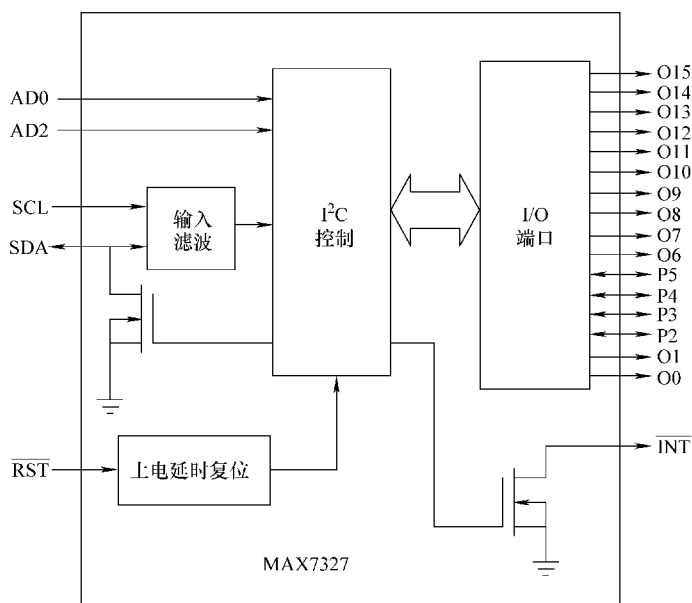 AD0
AD2
SCL
SDA
RST
输入
滤波
I²C
控制
I/O
端口
上电延时复位
O15
O14
O13
O12
O11
O10
O9
O8
O7
O6
P5
P4
P3
P2
O1
O0
INT
MAX7327